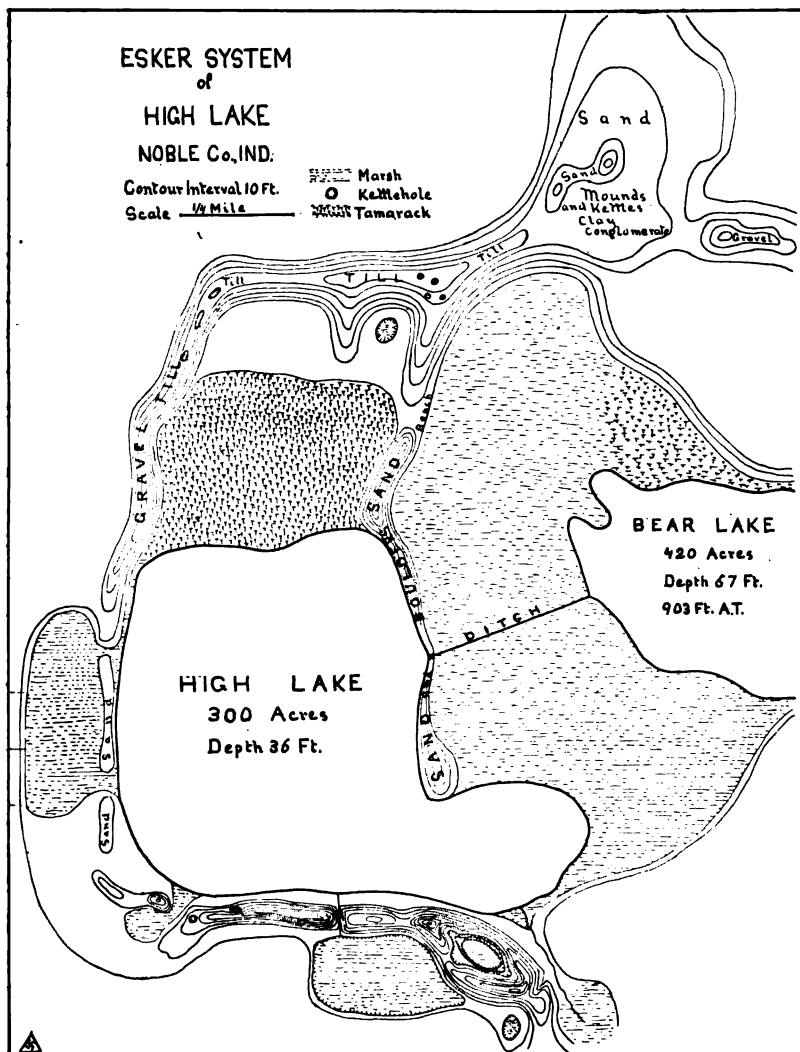 ESKER SYSTEM
of
HIGH LAKE
NOBLE Co., IND.
Contour Interval 10 Ft.
Scale 1/4 Mile
Marsh
Kettlehole
Tamarack
Sand
Sand
Mounds
and Kettles
Clay
Conglomerate
Gravel
Till
TILL
Till
TILL
GRAVEL
Beach
SAND
BOULDERS
BEAR LAKE
420 Acres
Depth 67 Ft.
903 Ft. A.T.
DITCH
HIGH LAKE
300 Acres
Depth 36 Ft.
SAND
Sand
Sand